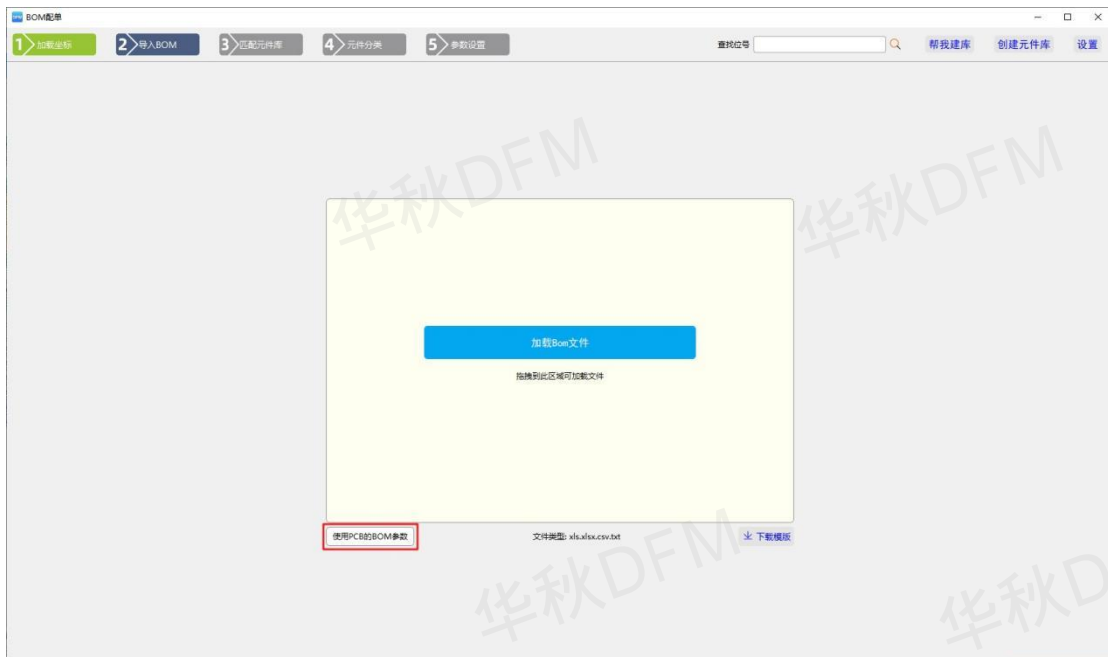 BOM配单
1 加载坐标 2 导入BOM 3 匹配元件库 4 元件分类 5 参数设置 查找位号 帮我建库 创建元件库 设置
华秋DFM
华秋DFM
加载Bom文件
拖拽到此区域可加载文件
使用PCB的BOM参数 文件类型: xls.xlsx.csv.txt 下载模版
华秋DFM
华秋D